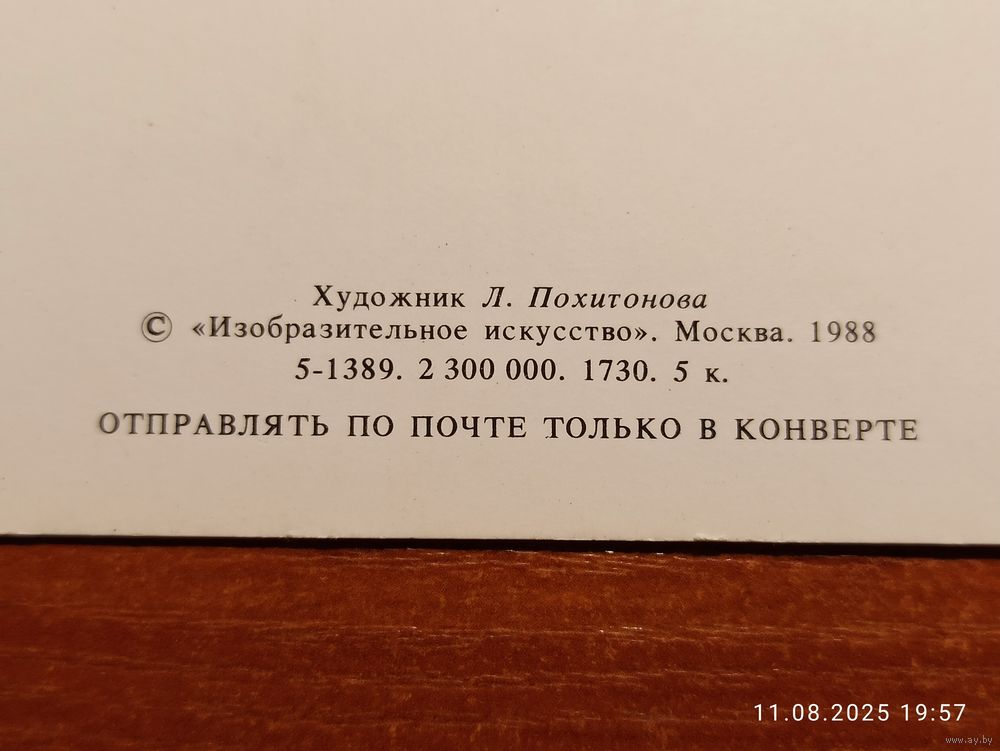 Художник Л. Похитонова
© «Изобразительное искусство». Москва. 1988
5-1389. 2 300 000. 1730. 5 к.
ОТПРАВЛЯТЬ ПО ПОЧТЕ ТОЛЬКО В КОНВЕРТЕ
11.08.2025 19:57
www.ay.by